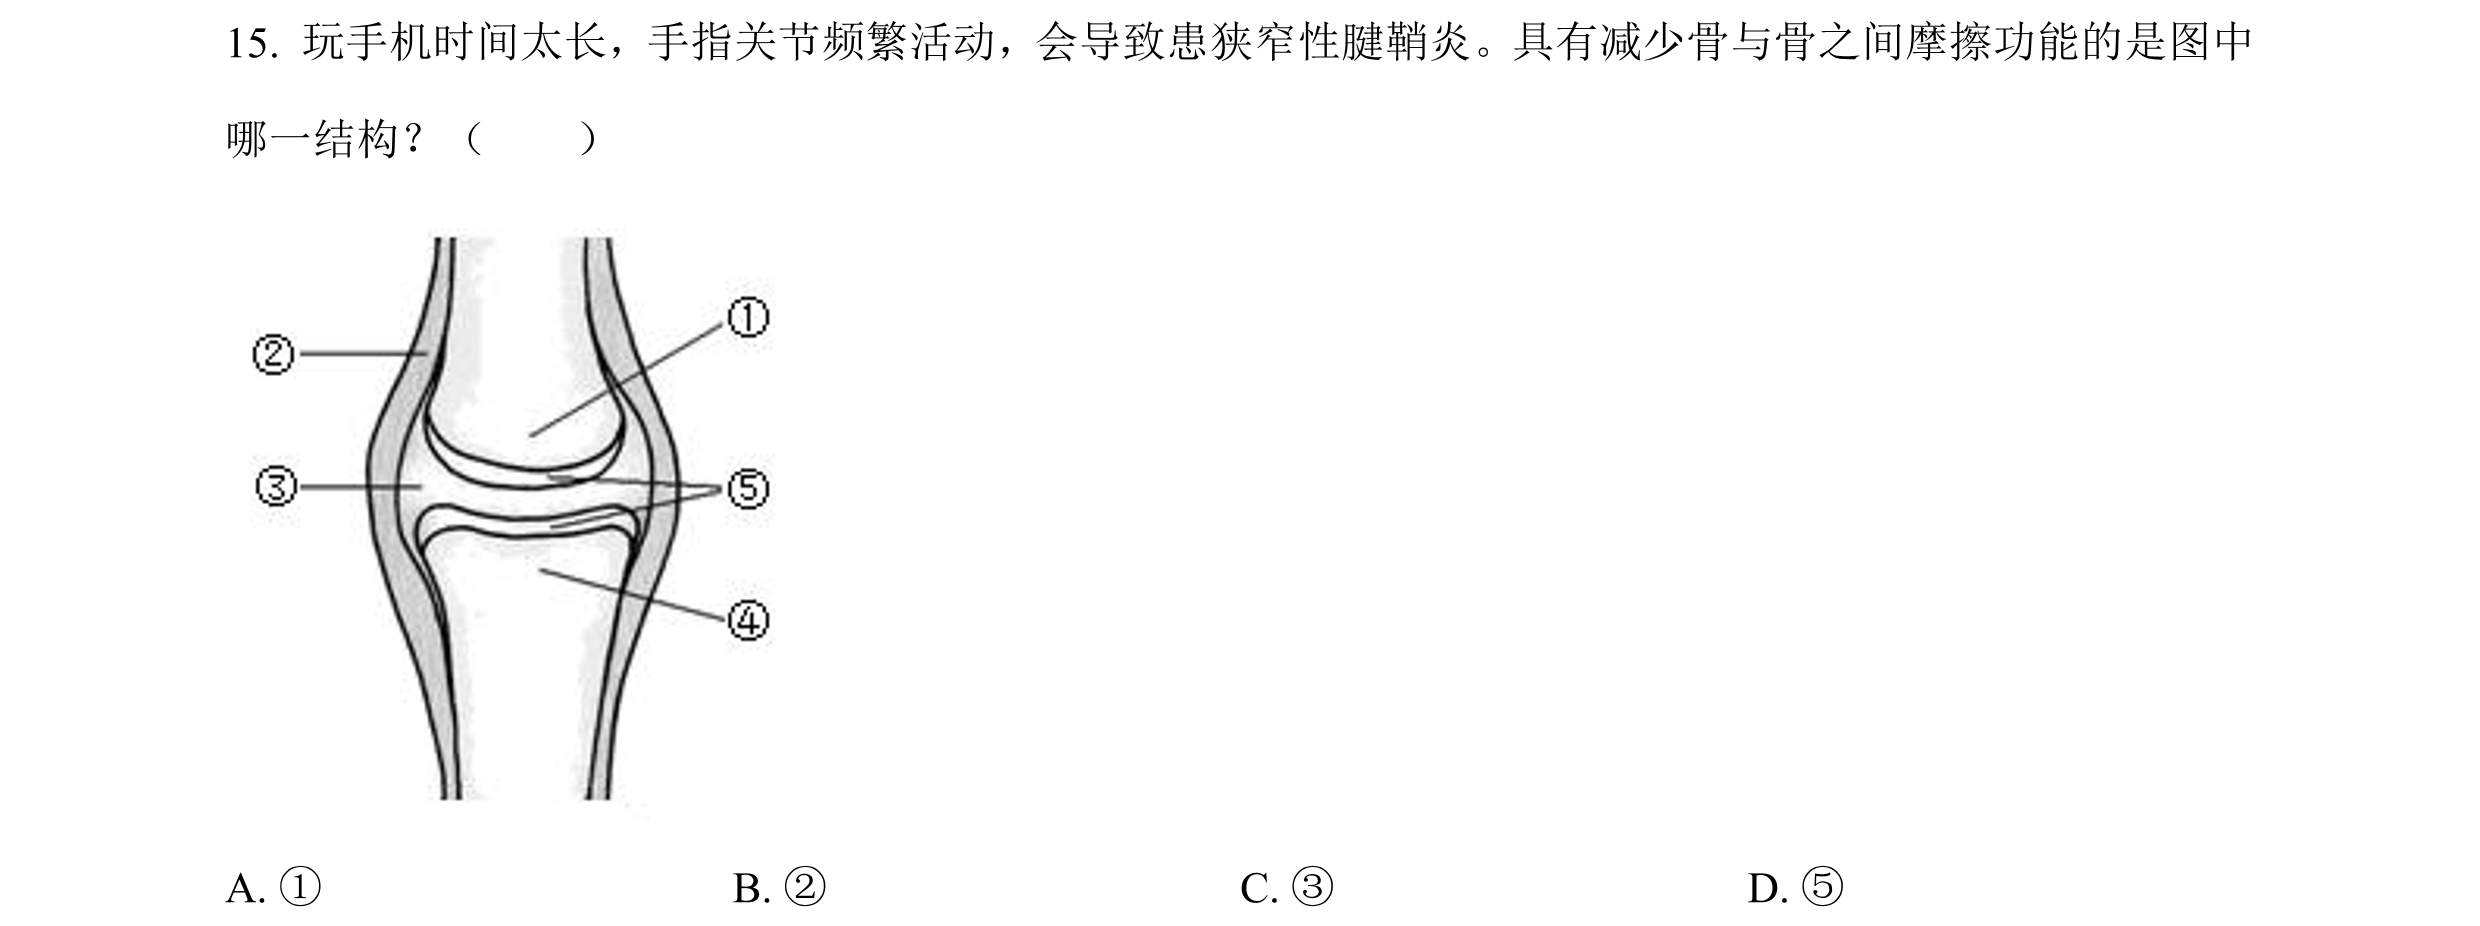 15. 玩手机时间太长，手指关节频繁活动，会导致患狭窄性腱鞘炎。具有减少骨与骨之间摩擦功能的是图中
哪一结构？（　　）
①
②
③
⑤
④
A. ① B. ② C. ③ D. ⑤